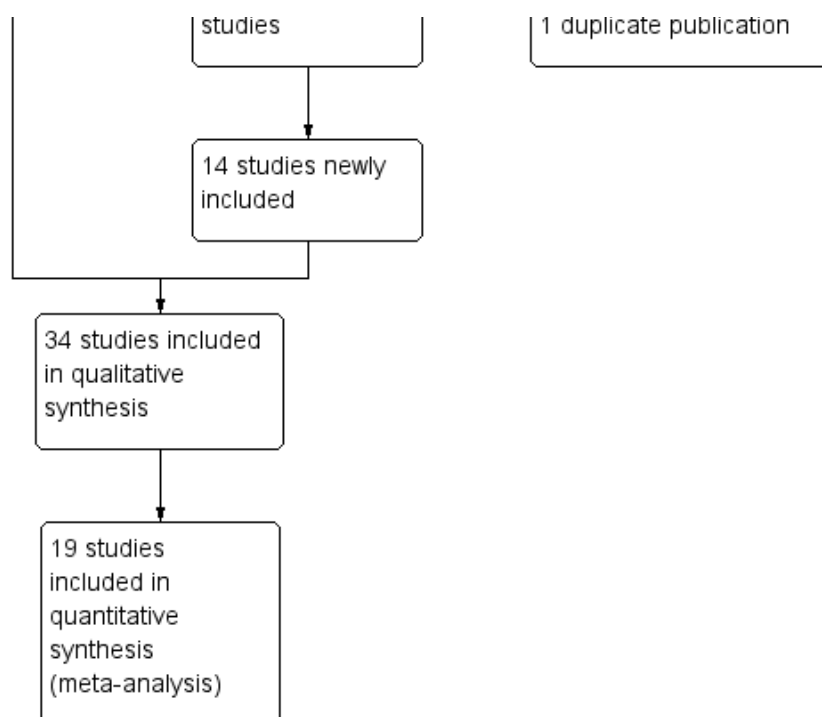 studies
1 duplicate publication
14 studies newly
included
34 studies included
in qualitative
synthesis
19 studies
included in
quantitative
synthesis
(meta-analysis)